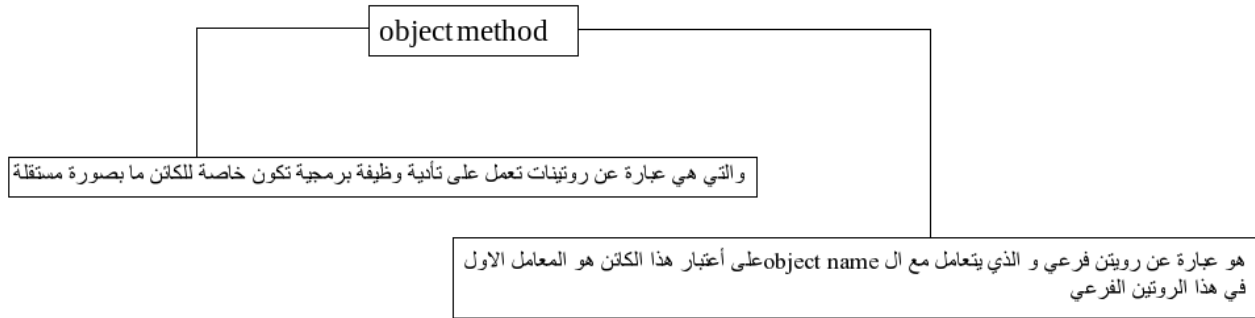 object method
والتي هي عبارة عن روتينات تعمل على تأدية وظيفة برمجية تكون خاصة للكائن ما بصورة مستقلة
هو عبارة عن رويتن فرعي و الذي يتعامل مع ال object name على أعتبار هذا الكائن هو المعامل الاول
في هذا الروتين الفرعي